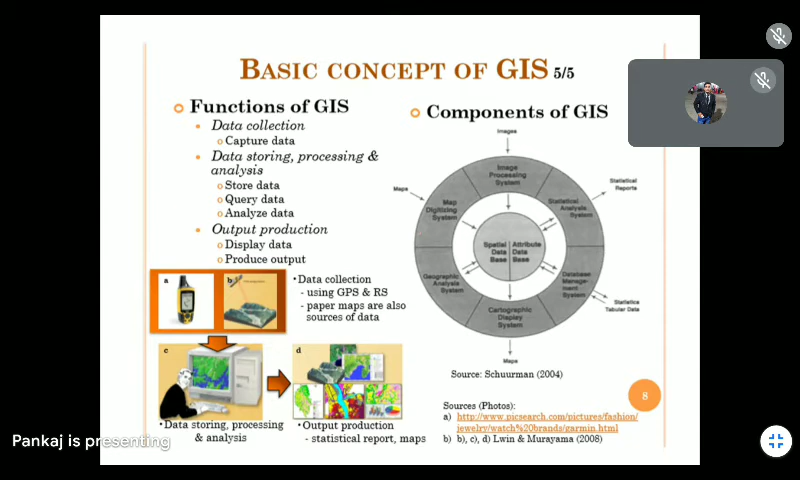 BASIC CONCEPT OF GIS 5/5
Functions of GIS
Data collection
Capture data
Data storing, processing &
analysis
Store data
Query data
Analyze data
Output production
Display data
Produce output
a
b
• Data collection
- using GPS & RS
- paper maps are also
sources of data
c
d
• Data storing, processing
& analysis
• Output production
- statistical report, maps
Components of GIS
Images
Image
Processing
System
Maps
Map
Digitizing
System
Statistical
Analysis
System
Statistical
Reports
Spatial
Data
Base
Attribute
Data
Base
Geographic
Analysis
System
Database
Manage-
ment
System
Statistics
Tabular Data
Cartographic
Display
System
Maps
Source: Schuurman (2004)
8
Sources (Photos):
a) http://www.picsearch.com/pictures/fashion/
jewelry/watch%20brands/garmin.html
b) b), c), d) Lwin & Murayama (2008)
Pankaj is presenting